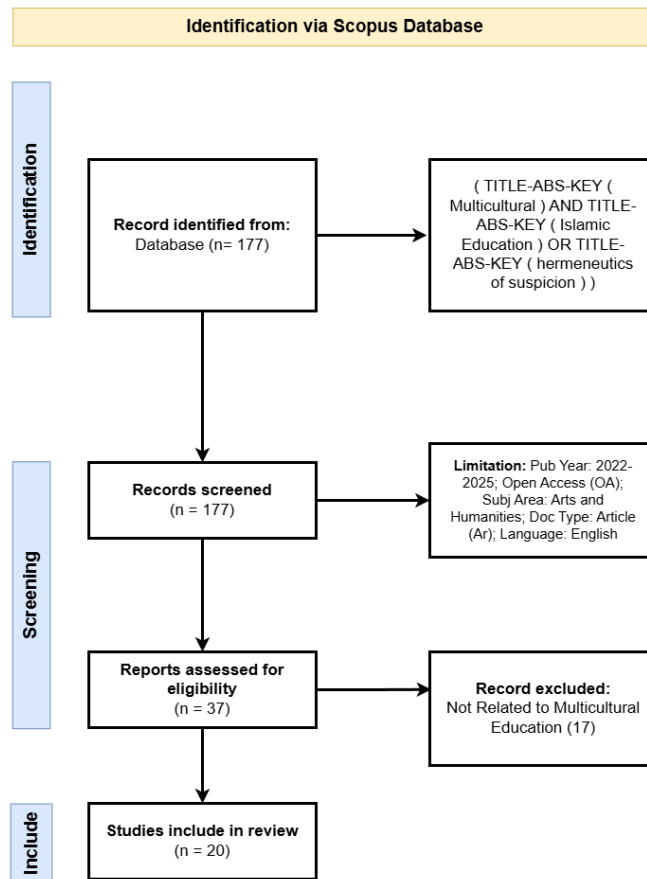 Identification via Scopus Database
Identification
Record identified from:
Database (n= 177)
( TITLE-ABS-KEY (
Multicultural ) AND TITLE-
ABS-KEY ( Islamic
Education ) OR TITLE-
ABS-KEY ( hermeneutics
of suspicion ) )
Screening
Records screened
(n = 177)
Limitation: Pub Year: 2022-
2025; Open Access (OA);
Subj Area: Arts and
Humanities; Doc Type: Article
(Ar); Language: English
Reports assessed for
eligibility
(n = 37)
Record excluded:
Not Related to Multicultural
Education (17)
Include
Studies include in review
(n = 20)